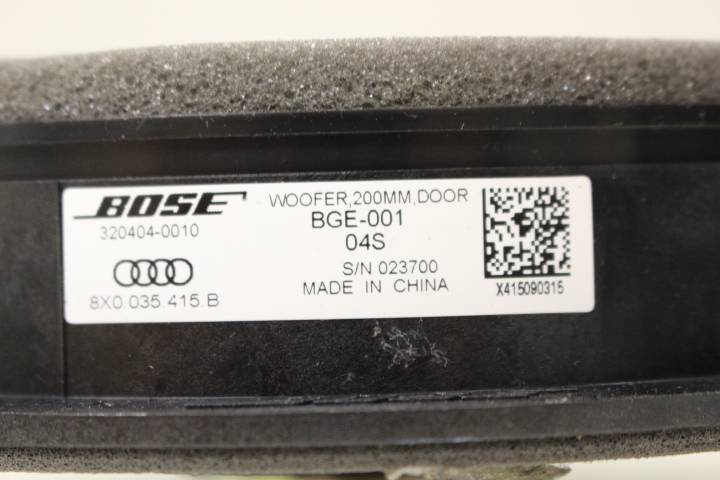 BOSE
320404-0010
8X0.035.415.B
WOOFER,200MM,DOOR
BGE-001
04S
S/N 023700
MADE IN CHINA
X415090315